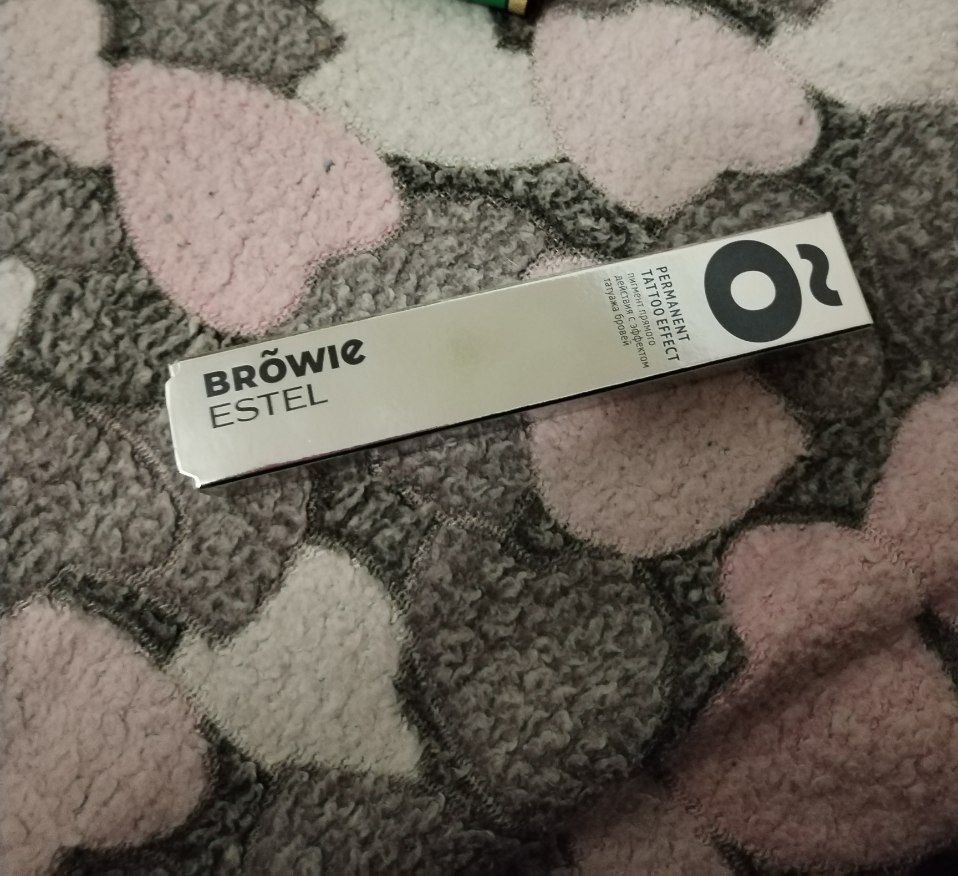 BRÕWIE
ESTEL
PERMANENT
TATTOO EFFECT
пигмент прямого
действия с эффектом
татуажа бровей
Õ